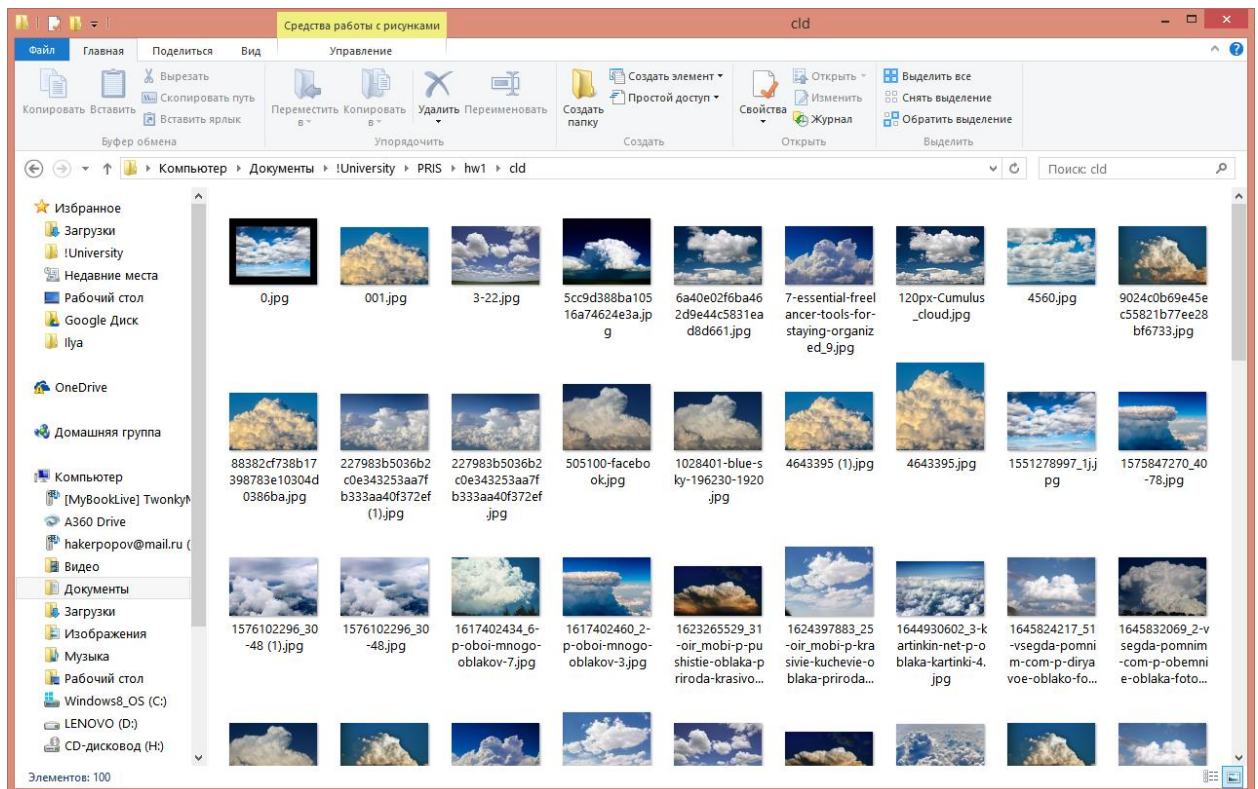 Средства работы с рисунками
cld
Файл Главная Поделиться Вид Управление
Копировать Вставить
Вырезать
Скопировать путь
Вставить ярлык
Буфер обмена
Переместить в Копировать в Удалить Переименовать
Упорядочить
Создать папку
Создать элемент
Простой доступ
Создать
Свойства
Открыть
Изменить
Журнал
Открыть
Выделить все
Снять выделение
Обратить выделение
Выделить
Компьютер Документы !University PRIS hw1 cld
Поиск: cld
Избранное
Загрузки
!University
Недавние места
Рабочий стол
Google Диск
Ilya
OneDrive
Домашняя группа
Компьютер
[MyBookLive] TwonkyM
A360 Drive
hakerpopov@mail.ru (
Видео
Документы
Загрузки
Изображения
Музыка
Рабочий стол
Windows8_OS (C:)
LENOVO (D:)
CD-дисковод (H:)
0.jpg
001.jpg
3-22.jpg
5cc9d388ba105
16a74624e3a.jp
g
6a40e02f6ba46
2d9e44c5831ea
d8d661.jpg
7-essential-freel
ancer-tools-for-
staying-organiz
ed_9.jpg
120px-Cumulus
_cloud.jpg
4560.jpg
9024c0b69e45e
c55821b77ee28
bf6733.jpg
88382cf738b17
398783e10304d
0386ba.jpg
227983b5036b2
c0e343253aa7f
b333aa40f372ef
(1).jpg
227983b5036b2
c0e343253aa7f
b333aa40f372ef
.jpg
505100-facebo
ok.jpg
1028401-blue-s
ky-196230-1920
.jpg
4643395 (1).jpg
4643395.jpg
1551278997_1j.j
pg
1575847270_40
-78.jpg
1576102296_30
-48 (1).jpg
1576102296_30
-48.jpg
1617402434_6-
p-oboi-mnogo-
oblakov-7.jpg
1617402460_2-
p-oboi-mnogo-
oblakov-3.jpg
1623265529_31
-oir_mobi-p-pu
shistie-oblaka-p
riroda-krasivo...
1624397883_25
-oir_mobi-p-kra
sivie-kuchevie-o
blaka-priroda...
1644930602_3-k
artinkin-net-p-o
blaka-kartinki-4.
jpg
1645824217_51
-vsegda-pomni
m-com-p-dirya
voe-oblako-fo...
1645832069_2-v
segda-pomnim
-com-p-obemni
e-oblaka-foto...
Элементов: 100